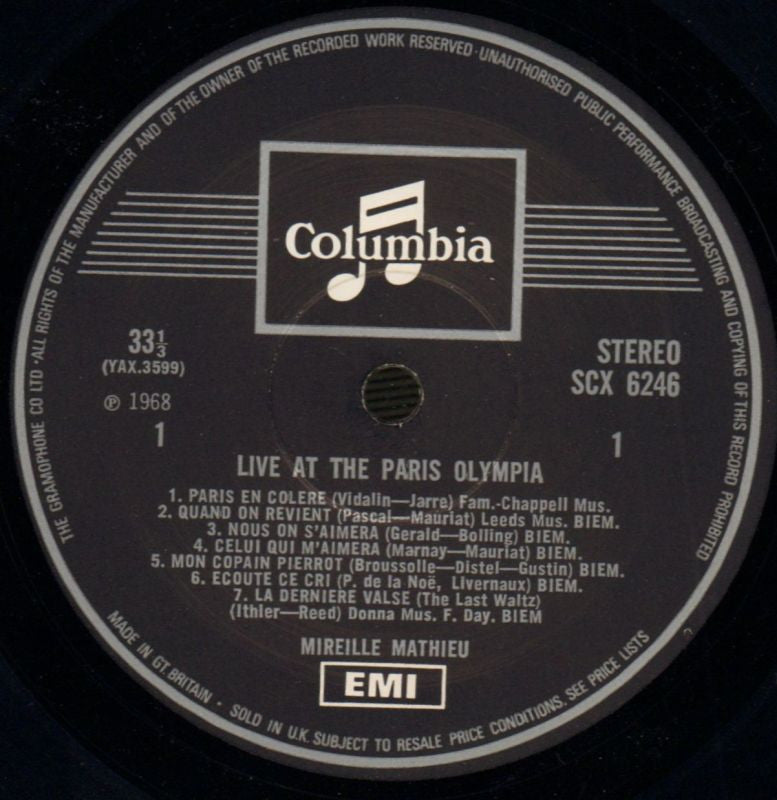 THE GRAMOPHONE CO LTD · ALL RIGHTS OF THE MANUFACTURER AND OF THE OWNER OF THE RECORDED WORK RESERVED · UNAUTHORISED PUBLIC PERFORMANCE BROADCASTING AND COPYING OF THIS RECORD PROHIBITED
Columbia
33⅓
(YAX.3599)
℗ 1968
1
STEREO
SCX 6246
1
LIVE AT THE PARIS OLYMPIA
1. PARIS EN COLERE (Vidalin—Jarre) Fam.-Chappell Mus.
2. QUAND ON REVIENT (Pascal—Mauriat) Leeds Mus. BIEM.
3. NOUS ON S'AIMERA (Gerald—Bolling) BIEM.
4. CELUI QUI M'AIMERA (Marnay—Mauriat) BIEM.
5. MON COPAIN PIERROT (Broussolle—Distel—Gustin) BIEM.
6. ECOUTE CE CRI (P. de la Noë, Livernaux) BIEM.
7. LA DERNIERE VALSE (The Last Waltz)
(Ithier—Reed) Donna Mus. F. Day. BIEM
MIREILLE MATHIEU
EMI
MADE IN GT. BRITAIN · SOLD IN U.K. SUBJECT TO RESALE PRICE CONDITIONS. SEE PRICE LISTS